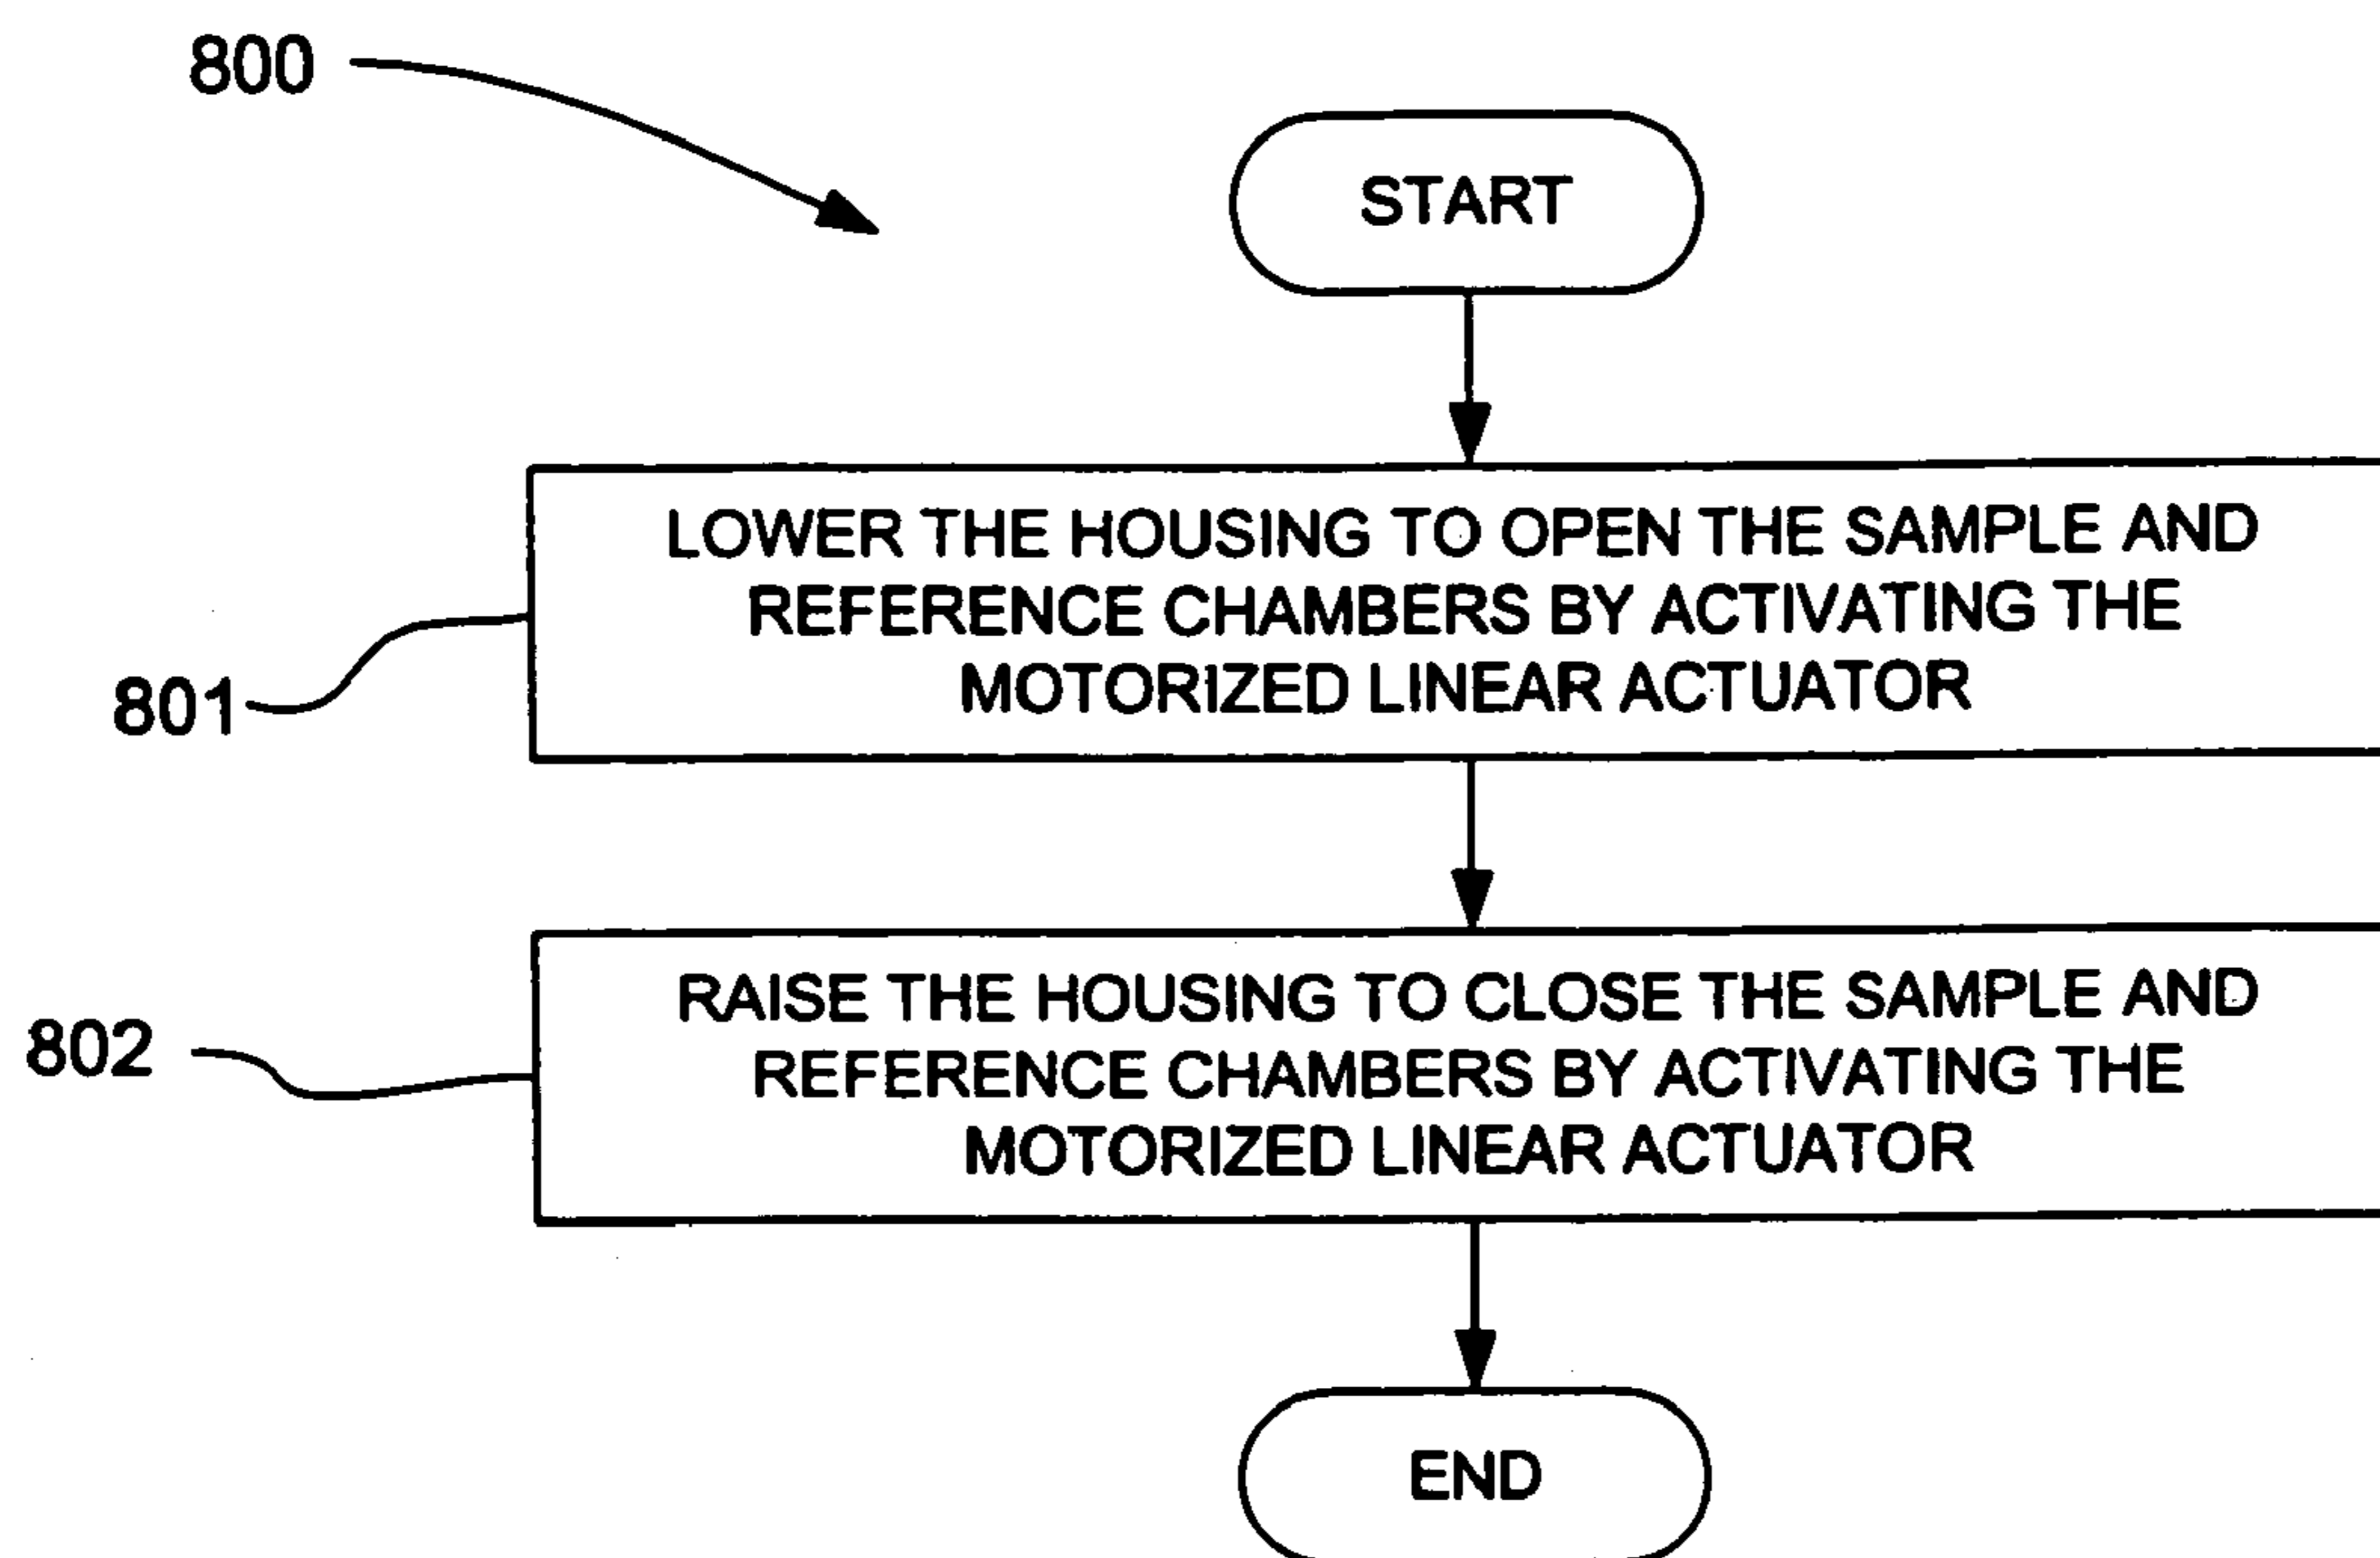 800
START
LOWER THE HOUSING TO OPEN THE SAMPLE AND
REFERENCE CHAMBERS BY ACTIVATING THE
MOTORIZED LINEAR ACTUATOR
801
RAISE THE HOUSING TO CLOSE THE SAMPLE AND
REFERENCE CHAMBERS BY ACTIVATING THE
MOTORIZED LINEAR ACTUATOR
802
END